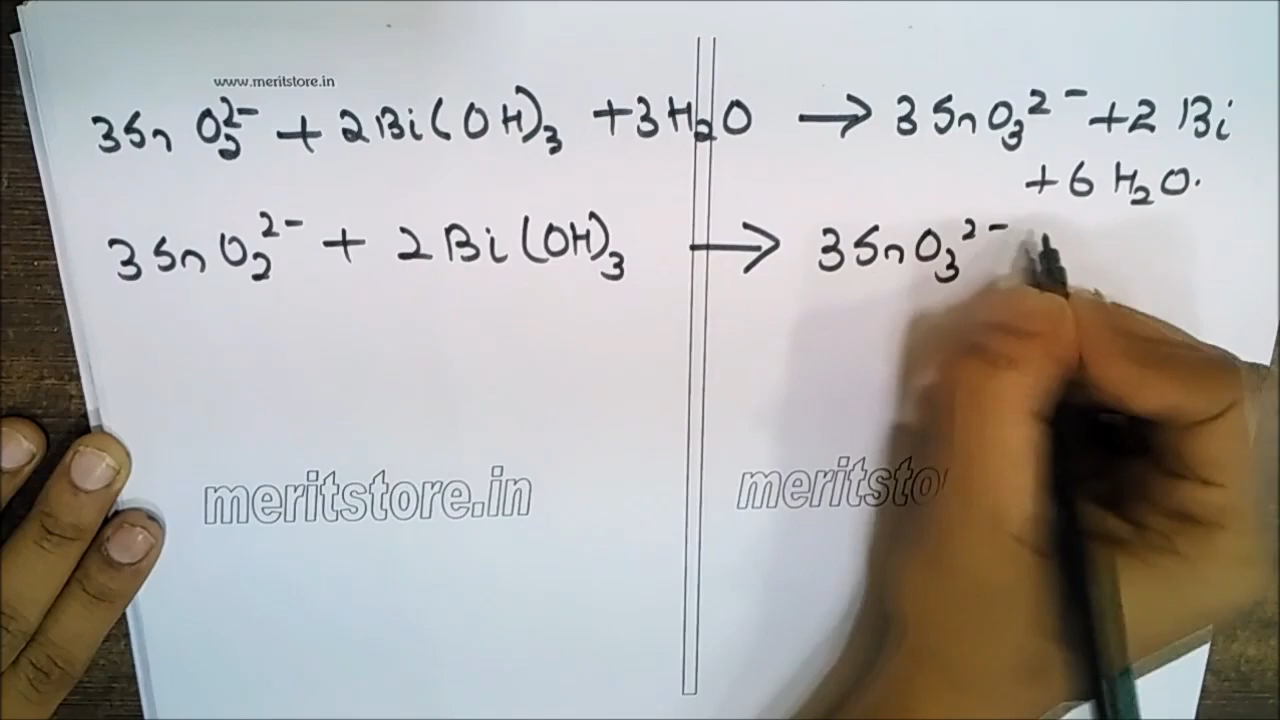 www.meritstore.in
3SnO₂²⁻ + 2Bi(OH)₃ + 3H₂O → 3SnO₃²⁻ + 2Bi
+ 6H₂O.
3SnO₂²⁻ + 2Bi(OH)₃ → 3SnO₃²⁻
meritstore.in meritsto